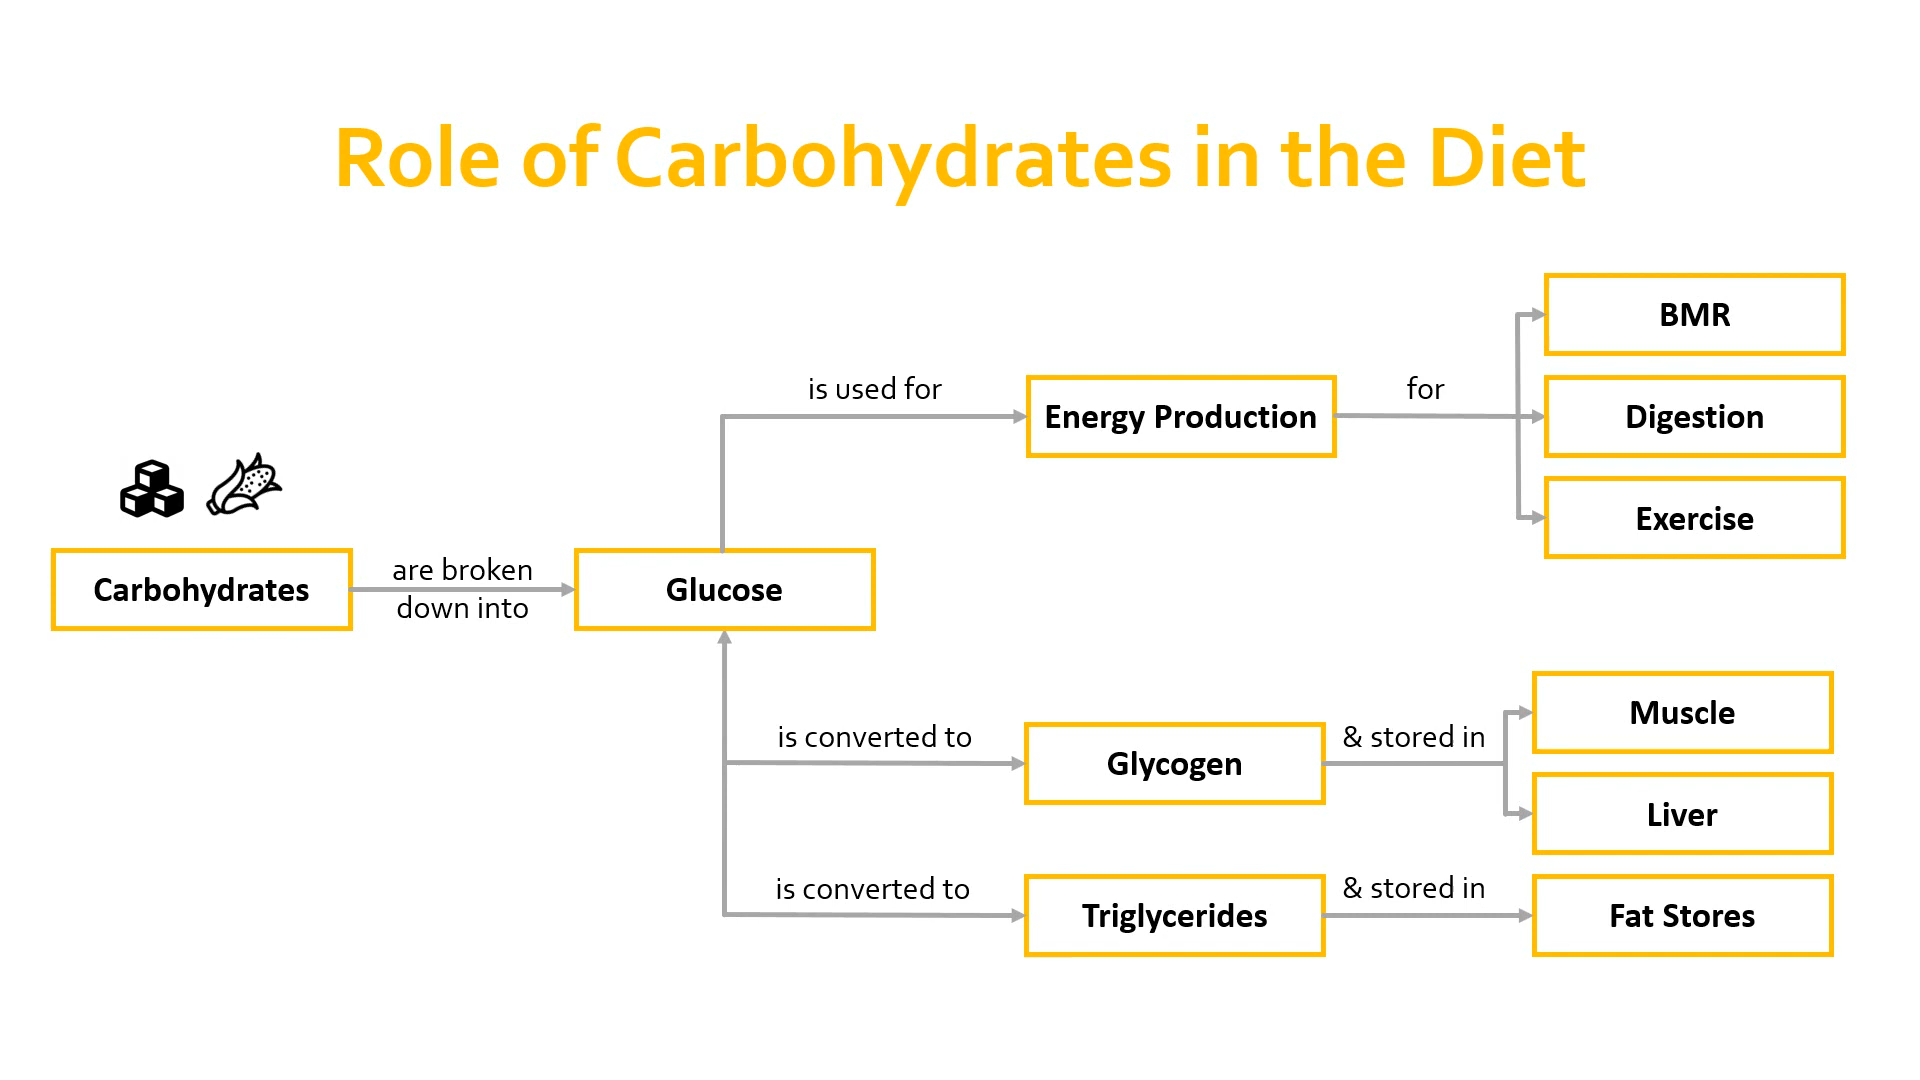 Role of Carbohydrates in the Diet
Carbohydrates
are broken
down into
Glucose
is used for
Energy Production
for
BMR
Digestion
Exercise
is converted to
Glycogen
& stored in
Muscle
Liver
is converted to
Triglycerides
& stored in
Fat Stores